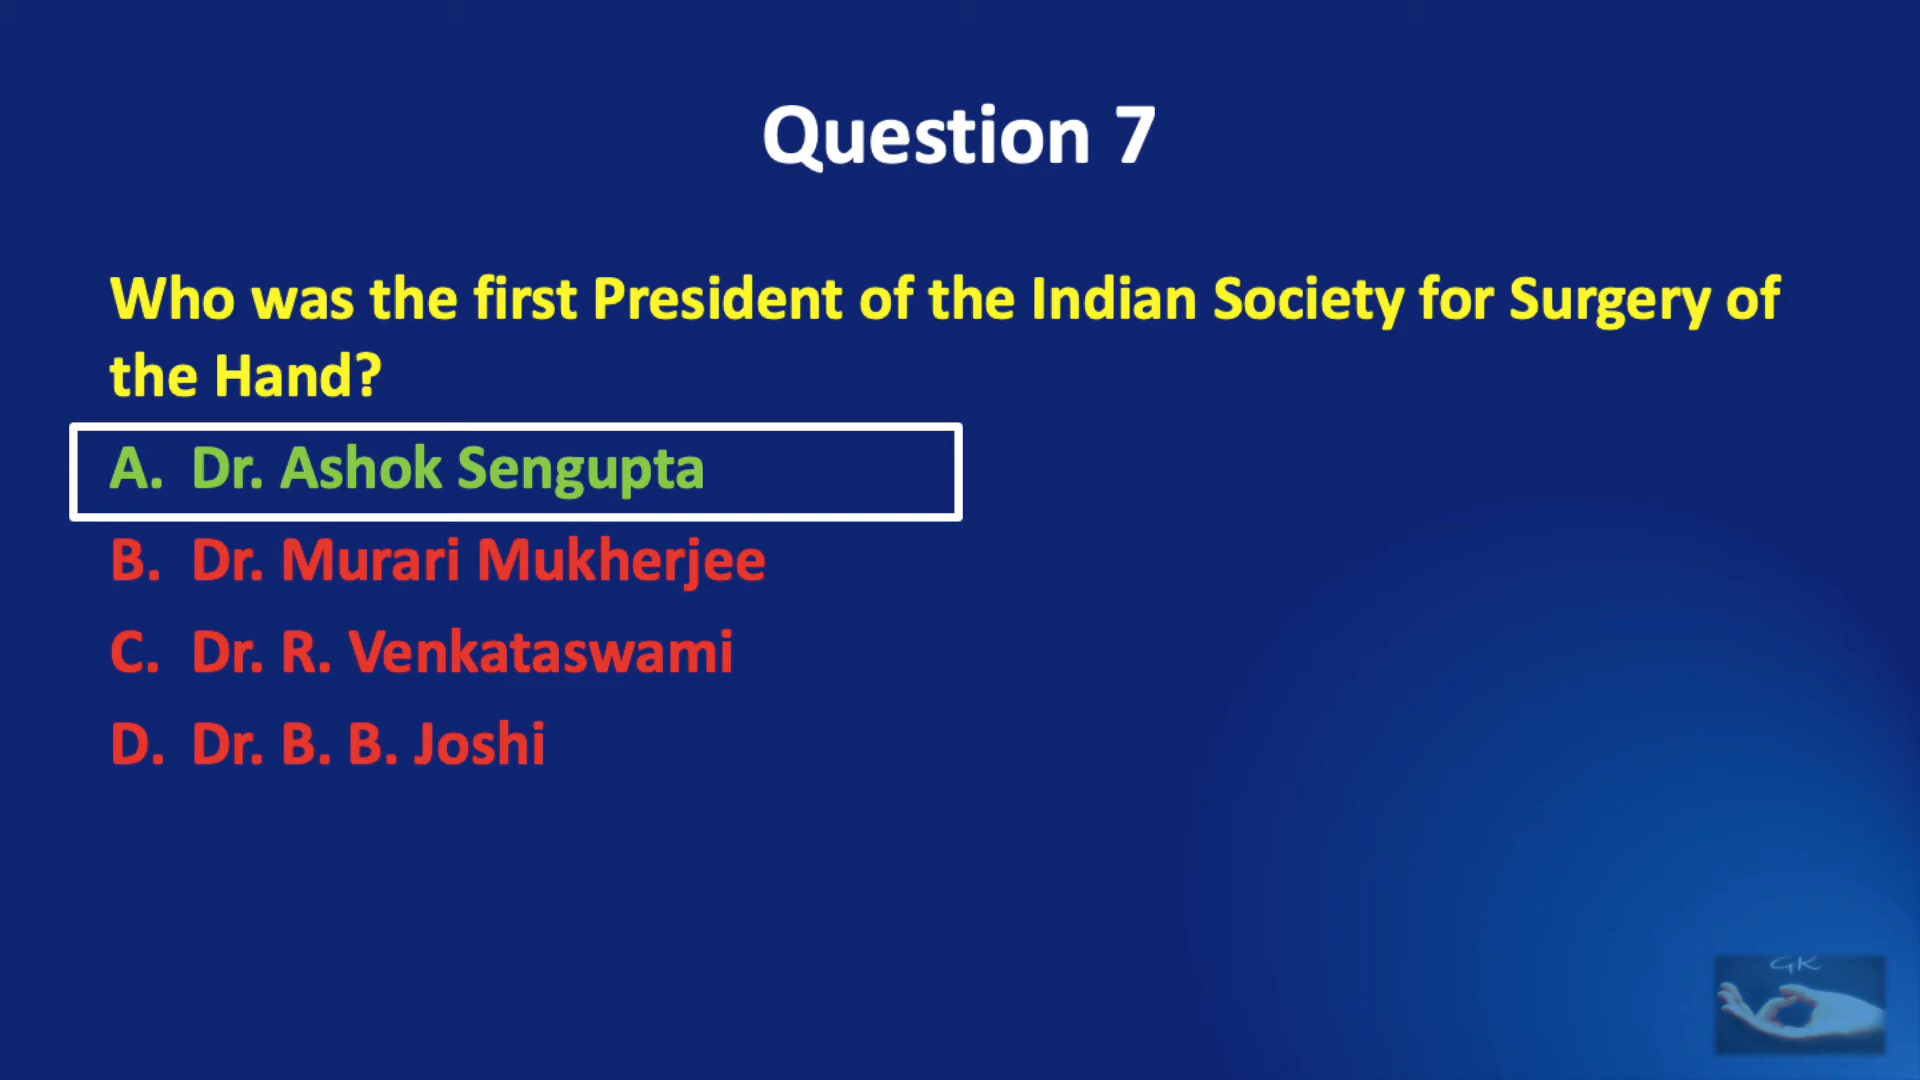 Question 7
Who was the first President of the Indian Society for Surgery of
the Hand?
A. Dr. Ashok Sengupta
B. Dr. Murari Mukherjee
C. Dr. R. Venkataswami
D. Dr. B. B. Joshi
GK